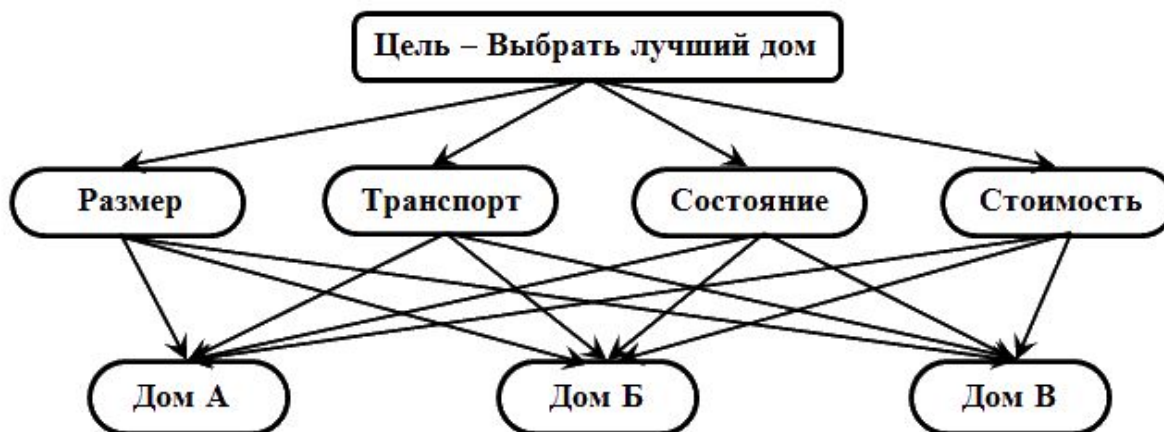 Цель – Выбрать лучший дом
Размер
Транспорт
Состояние
Стоимость
Дом А
Дом Б
Дом В